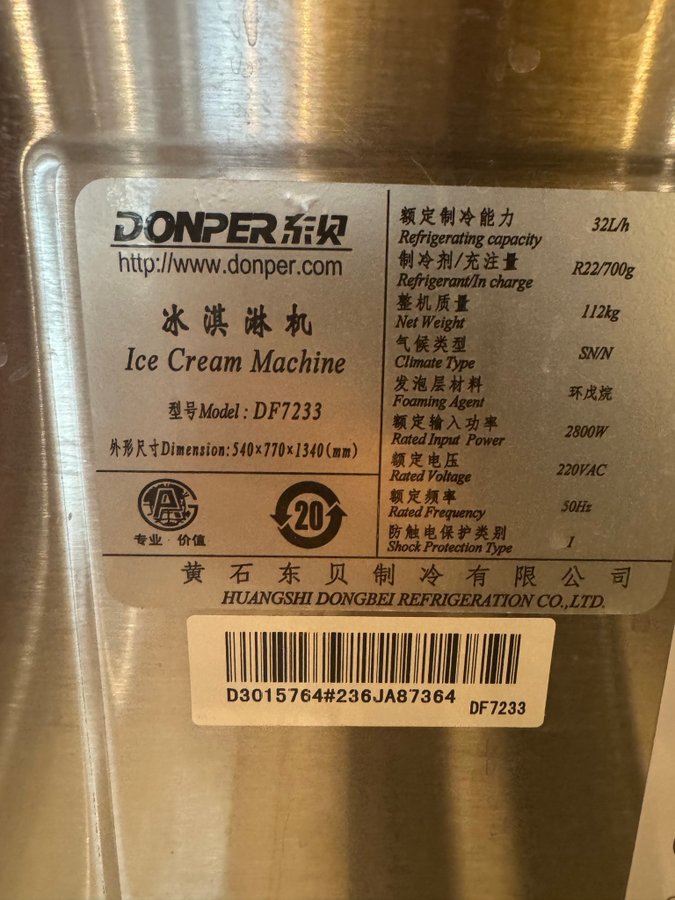 DONPER东贝
http://www.donper.com
冰淇淋机
Ice Cream Machine
型号Model : DF7233
外形尺寸Dimension:540×770×1340(mm)
专业·价值
20
额定制冷能力 32L/h
Refrigerating capacity
制冷剂/充注量 R22/700g
Refrigerant/In charge
整机质量 112kg
Net Weight
气候类型 SN/N
Climate Type
发泡层材料 环戊烷
Foaming Agent
额定输入功率 2800W
Rated Input Power
额定电压 220VAC
Rated Voltage
额定频率 50Hz
Rated Frequency
防触电保护类别 I
Shock Protection Type
黄石东贝制冷有限公司
HUANGSHI DONGBEI REFRIGERATION CO.,LTD.
D3015764#236JA87364
DF7233